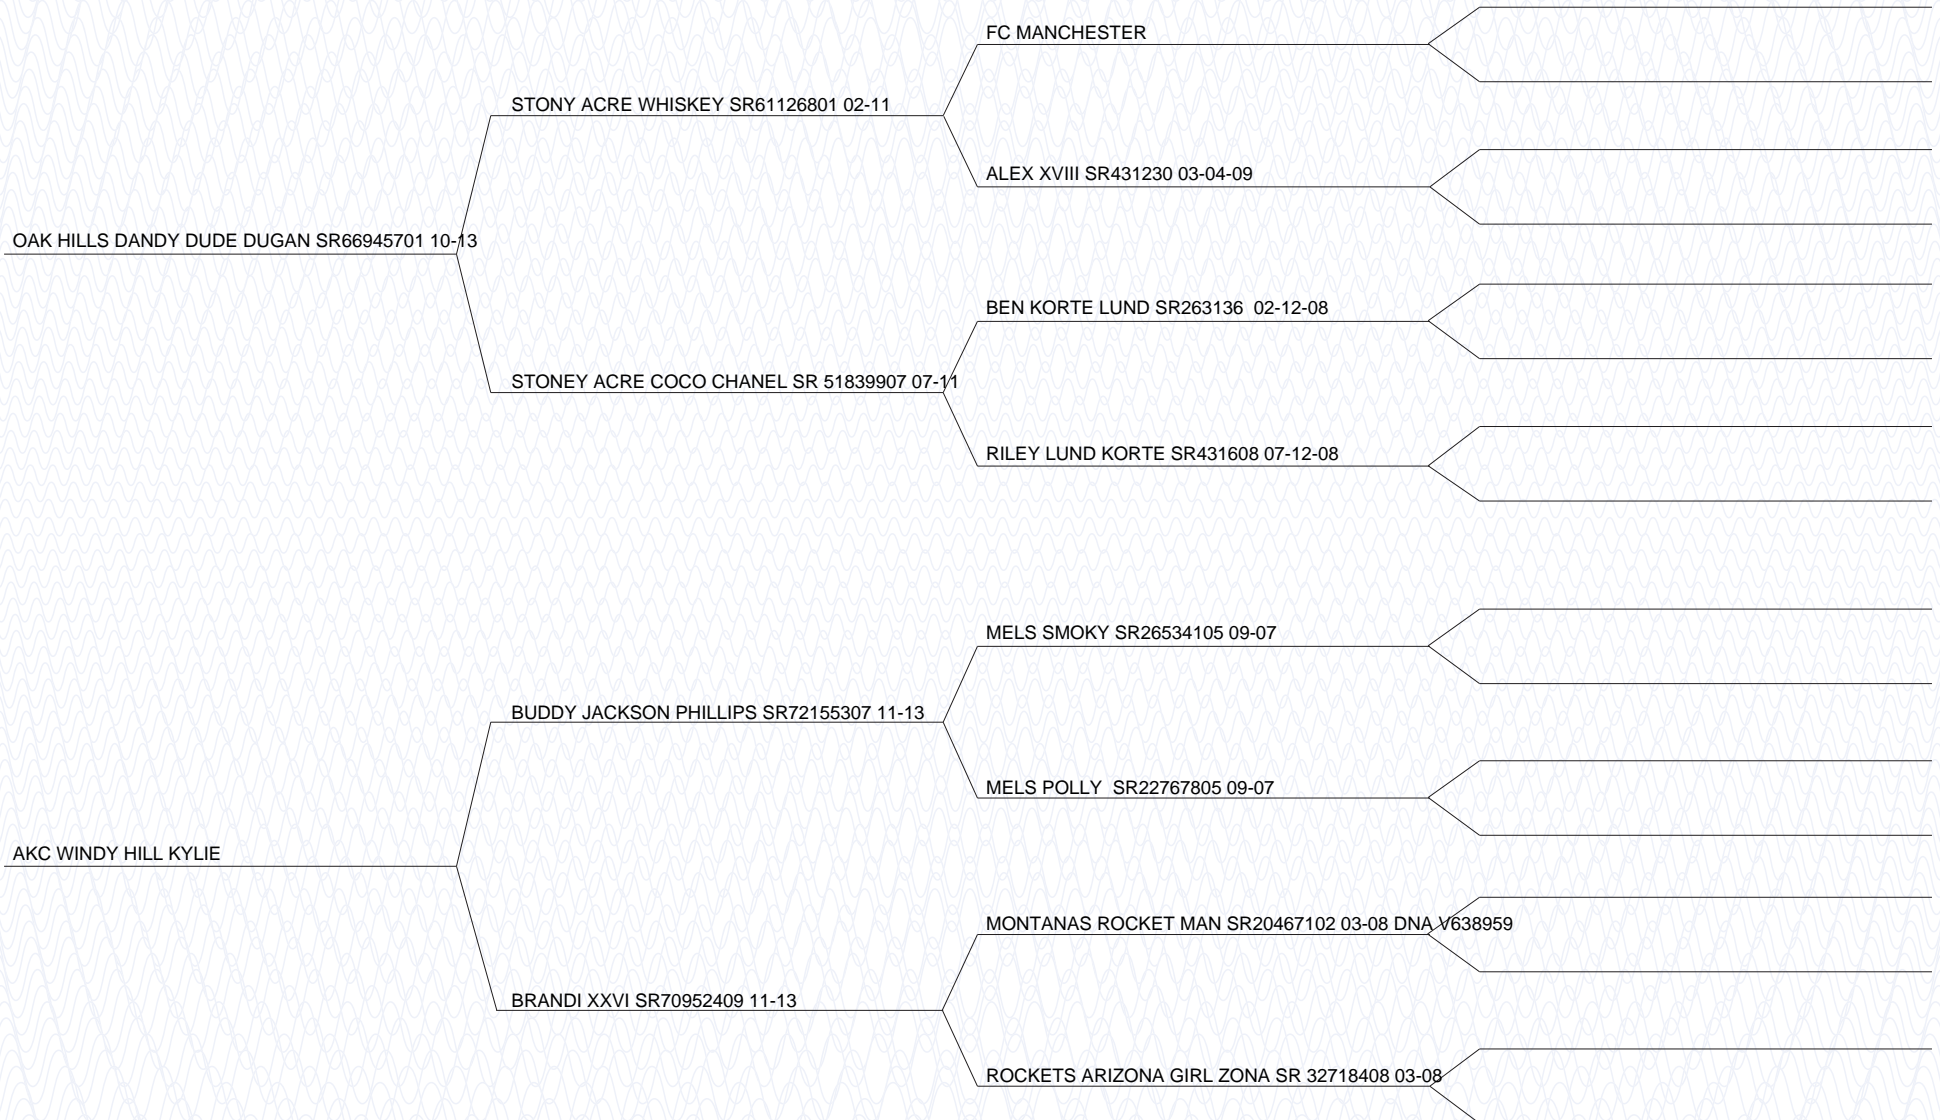 FC MANCHESTER
STONY ACRE WHISKEY SR61126801 02-11
ALEX XVIII SR431230 03-04-09
OAK HILLS DANDY DUDE DUGAN SR66945701 10-13
BEN KORTE LUND SR263136  02-12-08
STONEY ACRE COCO CHANEL SR 51839907 07-11
RILEY LUND KORTE SR431608 07-12-08
MELS SMOKY SR26534105 09-07
BUDDY JACKSON PHILLIPS SR72155307 11-13
MELS POLLY  SR22767805 09-07
AKC WINDY HILL KYLIE
MONTANAS ROCKET MAN SR20467102 03-08 DNA V638959
BRANDI XXVI SR70952409 11-13
ROCKETS ARIZONA GIRL ZONA SR 32718408 03-08